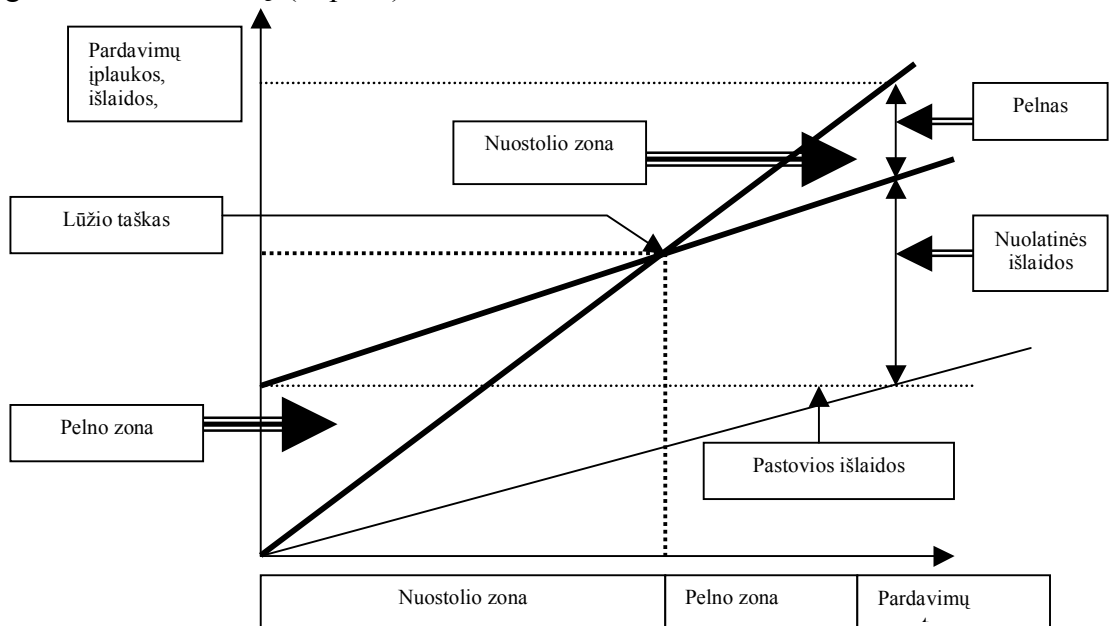 Pardavimų
įplaukos,
išlaidos,
Pelnas
Nuostolio zona
Lūžio taškas
Nuolatinės
išlaidos
Pelno zona
Pastovios išlaidos
Nuostolio zona
Pelno zona
Pardavimų